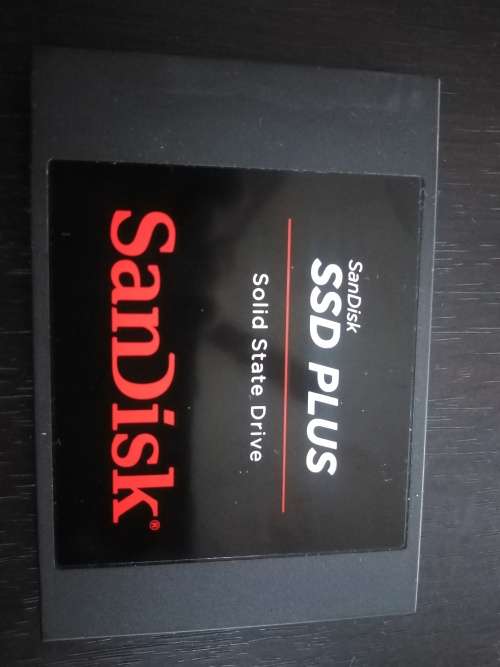 SanDisk
SSD PLUS
Solid State Drive
SanDisk®